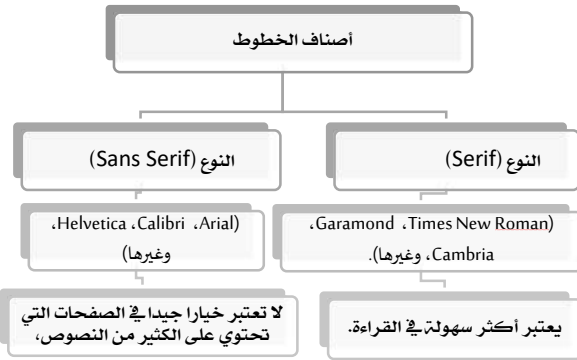 أصناف الخطوط
النوع (Serif)
النوع (Sans Serif)
(Garamond ،Times New Roman،
Cambria، وغيرها).
(Helvetica ،Calibri ،Arial،
وغيرها)
يعتبر أكثر سهولة في القراءة.
لا تعتبر خيارا جيدا في الصفحات التي
تحتوي على الكثير من النصوص،